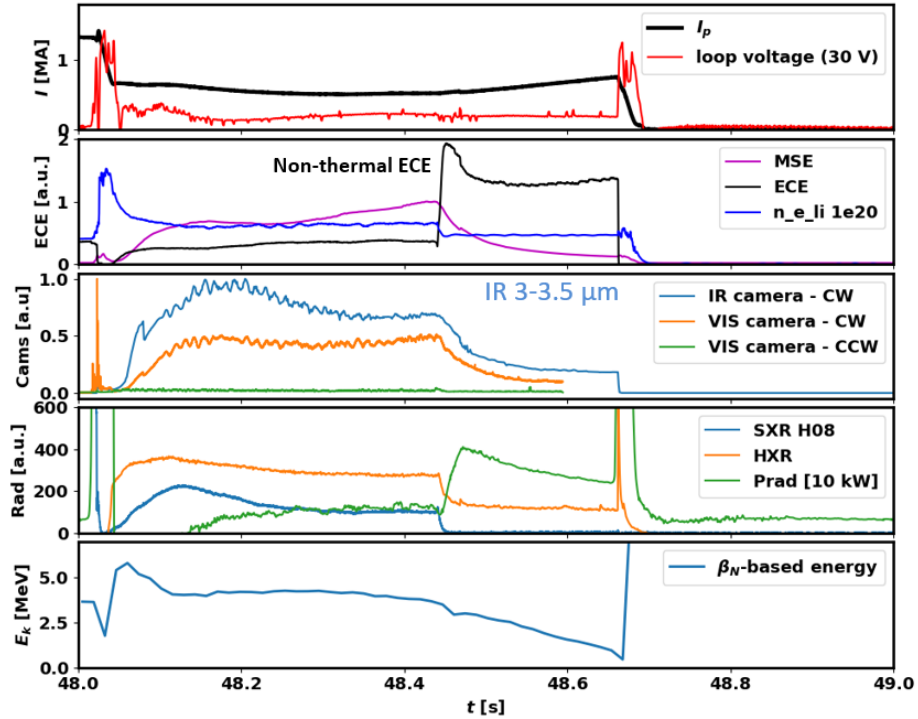 I [MA]
1
0
I_p
loop voltage (30 V)
ECE [a.u.]
2
1
0
Non-thermal ECE
MSE
ECE
n_e_li 1e20
Cams [a.u]
1.0
0.5
0.0
IR 3-3.5 µm
IR camera - CW
VIS camera - CW
VIS camera - CCW
Rad [a.u.]
600
400
200
0
SXR H08
HXR
Prad [10 kW]
E_k [MeV]
5.0
2.5
0.0
β_N-based energy
48.0 48.2 48.4 48.6 48.8 49.0
t [s]